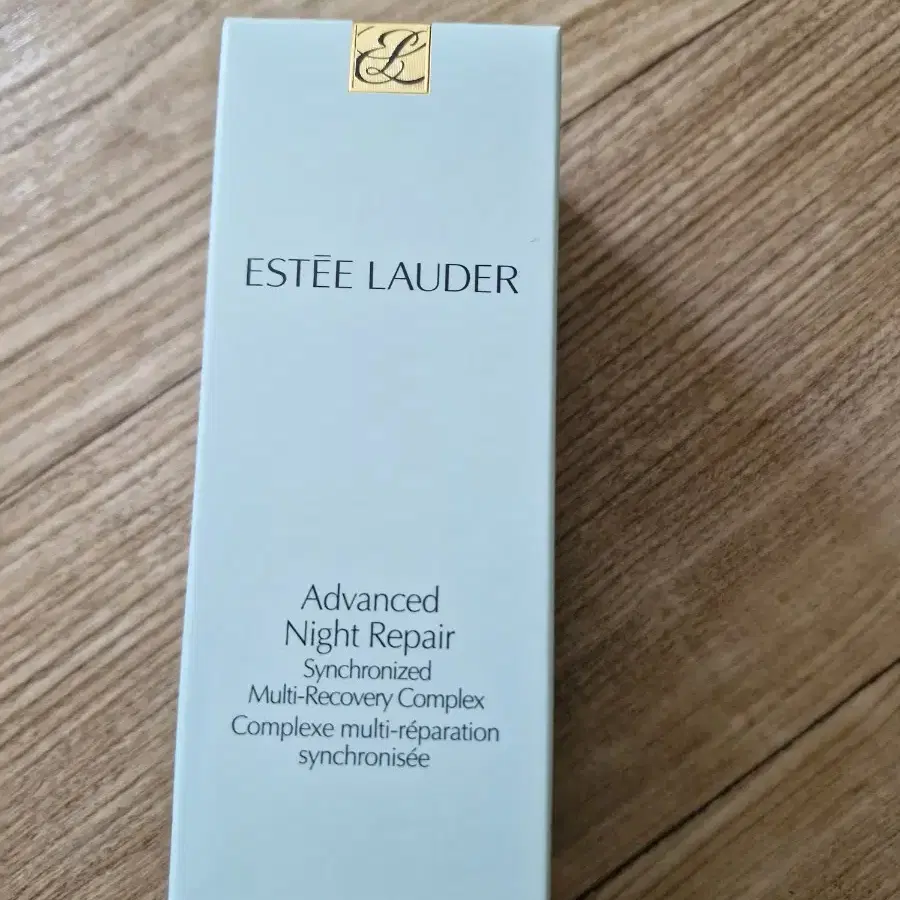 EL
ESTĒE LAUDER
Advanced
Night Repair
Synchronized
Multi-Recovery Complex
Complexe multi-réparation
synchronisée